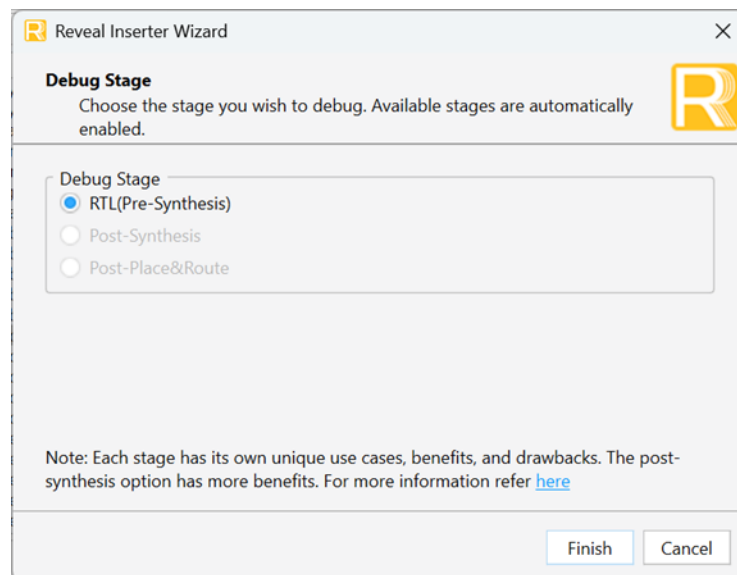 Reveal Inserter Wizard
Debug Stage
Choose the stage you wish to debug. Available stages are automatically
enabled.
Debug Stage
RTL(Pre-Synthesis)
Post-Synthesis
Post-Place&Route
Note: Each stage has its own unique use cases, benefits, and drawbacks. The post-
synthesis option has more benefits. For more information refer here
Finish Cancel